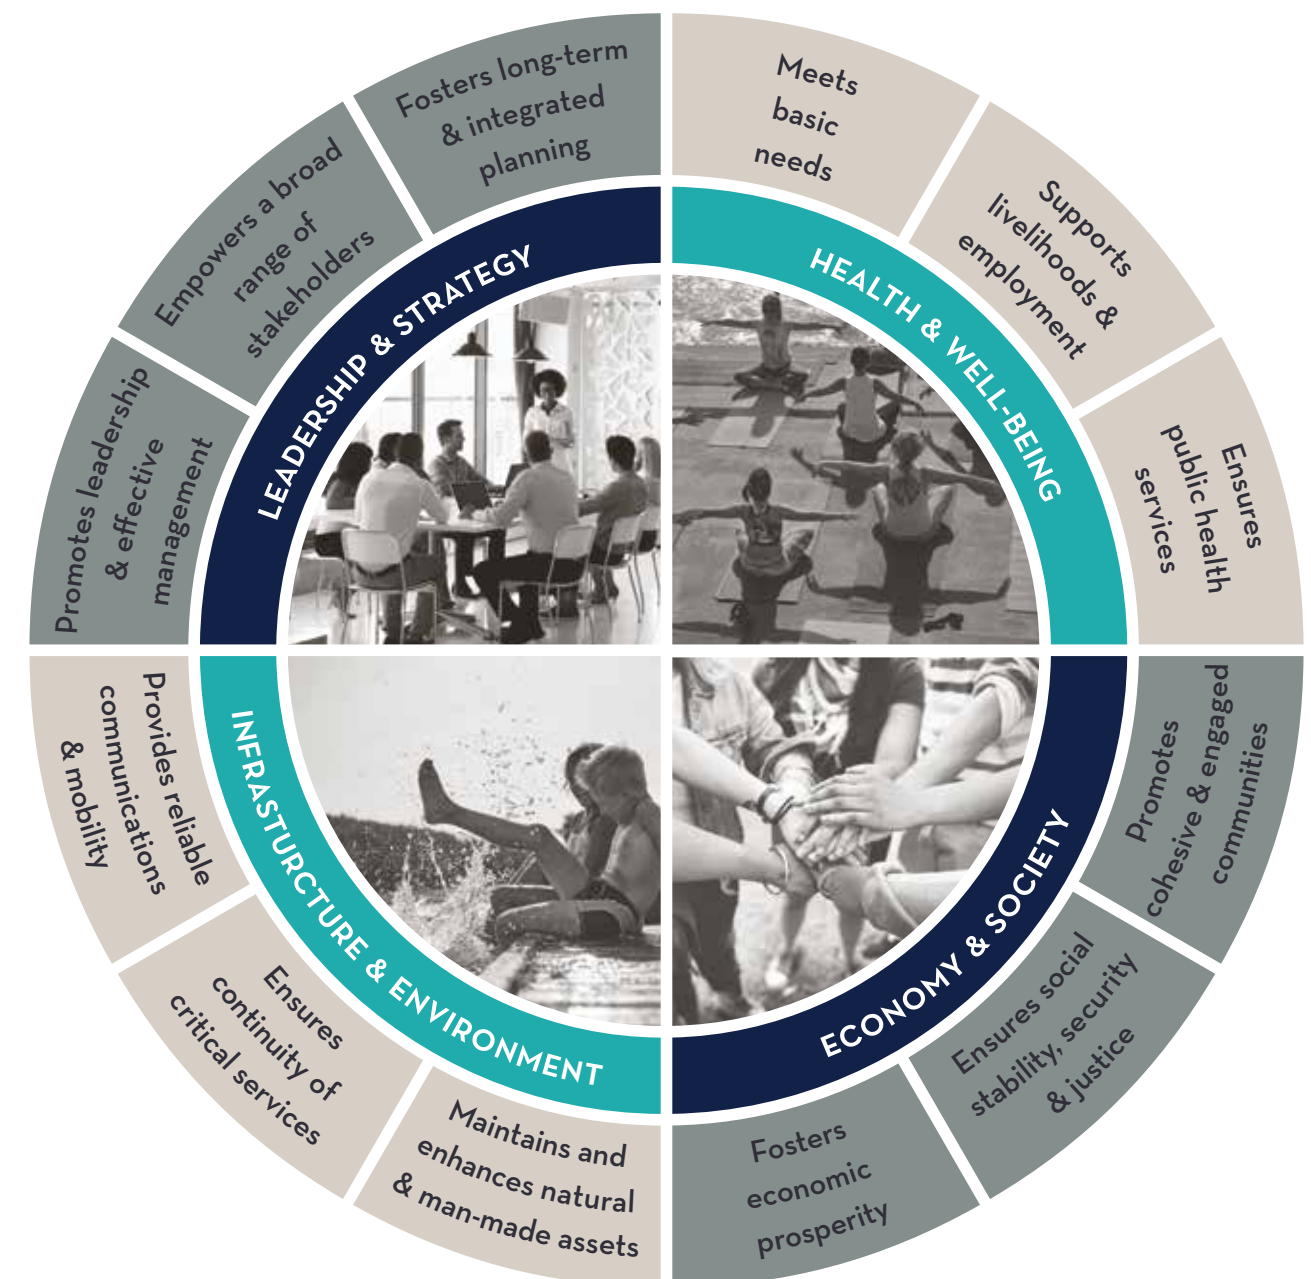 Fosters long-term
& integrated
planning
Empowers a broad
range of
stakeholders
Promotes leadership
& effective
management
LEADERSHIP & STRATEGY
Meets
basic
needs
Supports
livelihoods &
employment
Ensures
public health
services
HEALTH & WELL-BEING
Promotes
cohesive & engaged
communities
Ensures social
stability, security
& justice
Fosters
economic
prosperity
ECONOMY & SOCIETY
Provides reliable
communications
& mobility
Ensures
continuity of
critical services
Maintains and
enhances natural
& man-made assets
INFRASTURCTURE & ENVIRONMENT